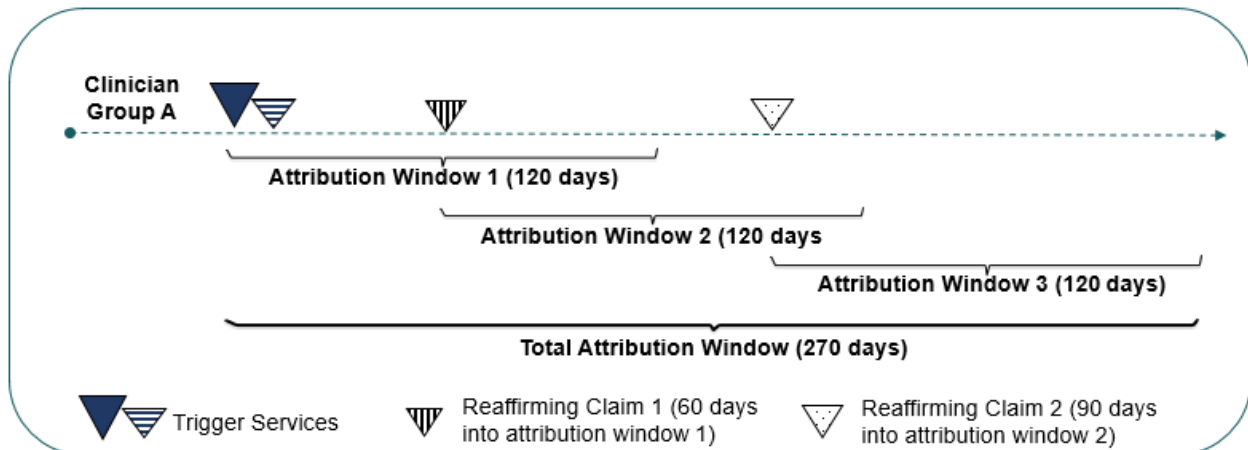 Clinician
Group A
Attribution Window 1 (120 days)
Attribution Window 2 (120 days
Attribution Window 3 (120 days)
Total Attribution Window (270 days)
Trigger Services
Reaffirming Claim 1 (60 days
into attribution window 1)
Reaffirming Claim 2 (90 days
into attribution window 2)